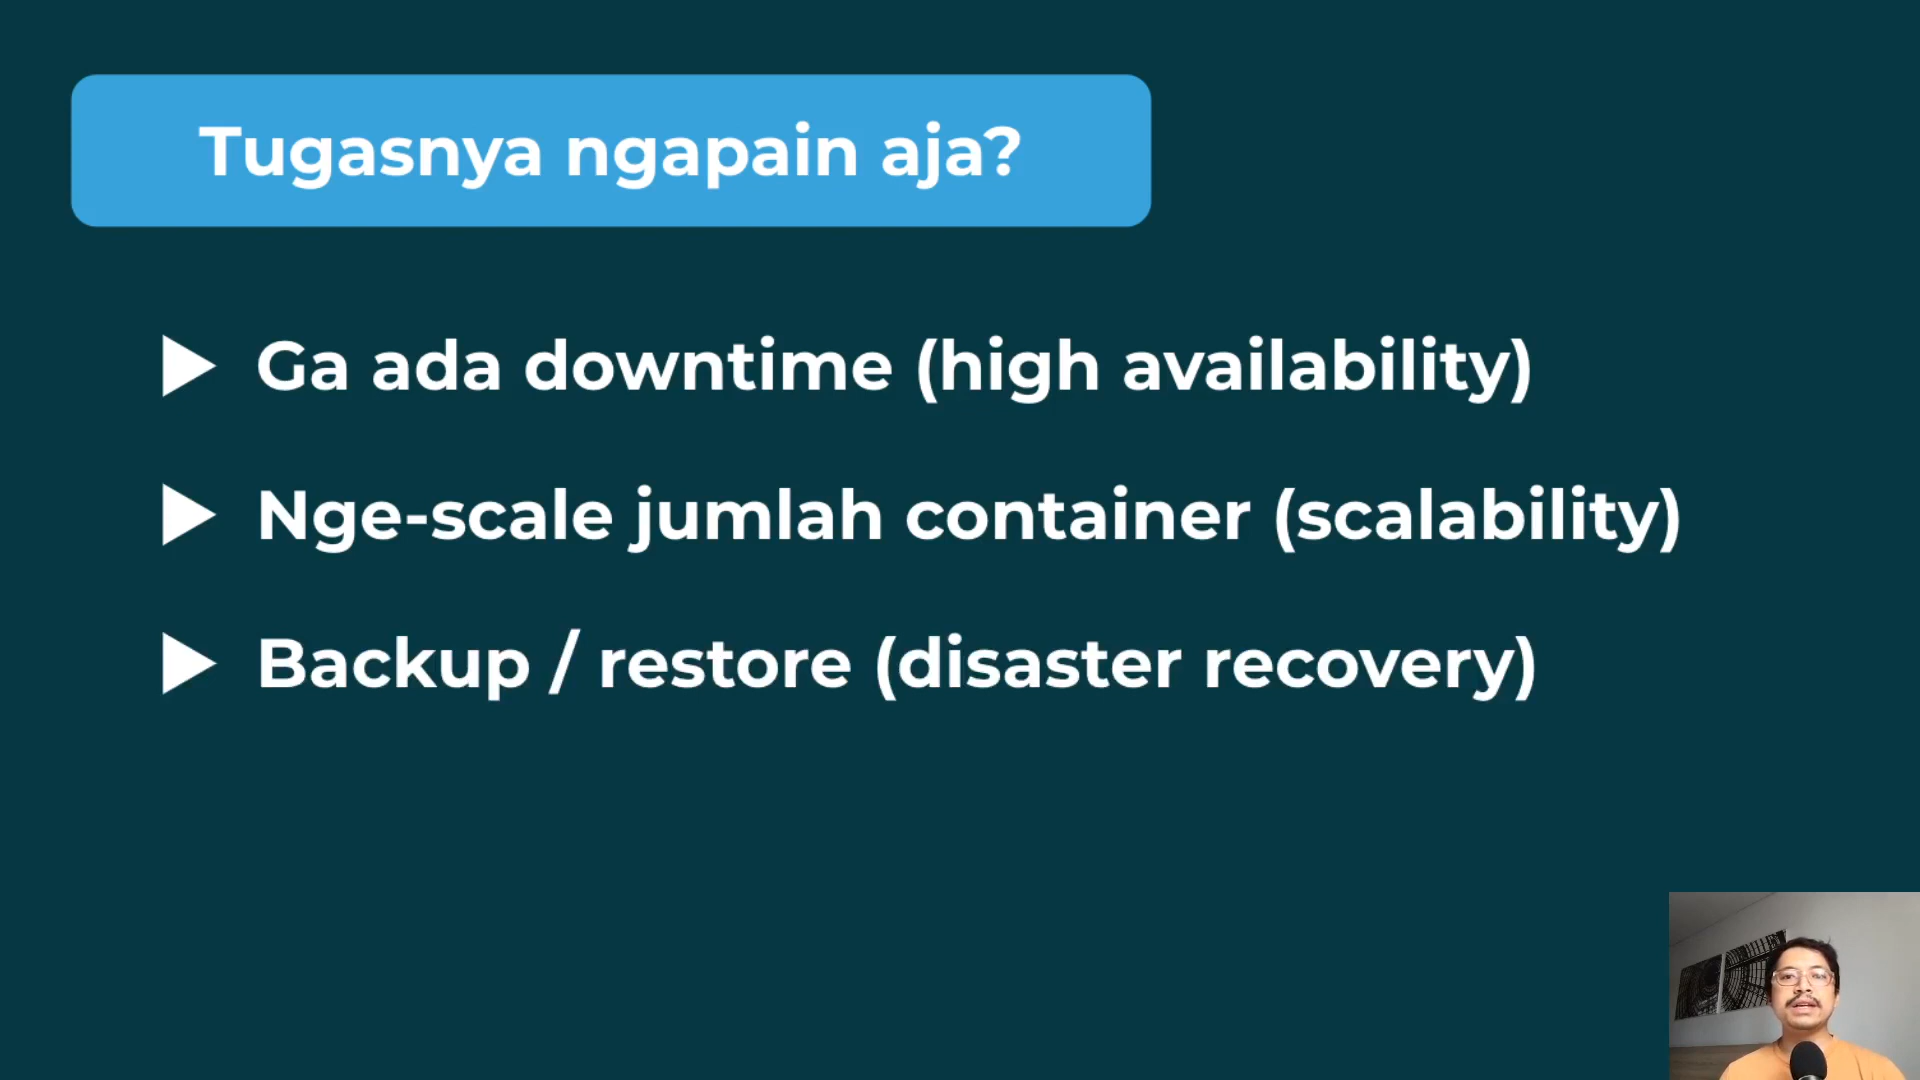 Tugasnya ngapain aja?
Ga ada downtime (high availability)
Nge-scale jumlah container (scalability)
Backup / restore (disaster recovery)